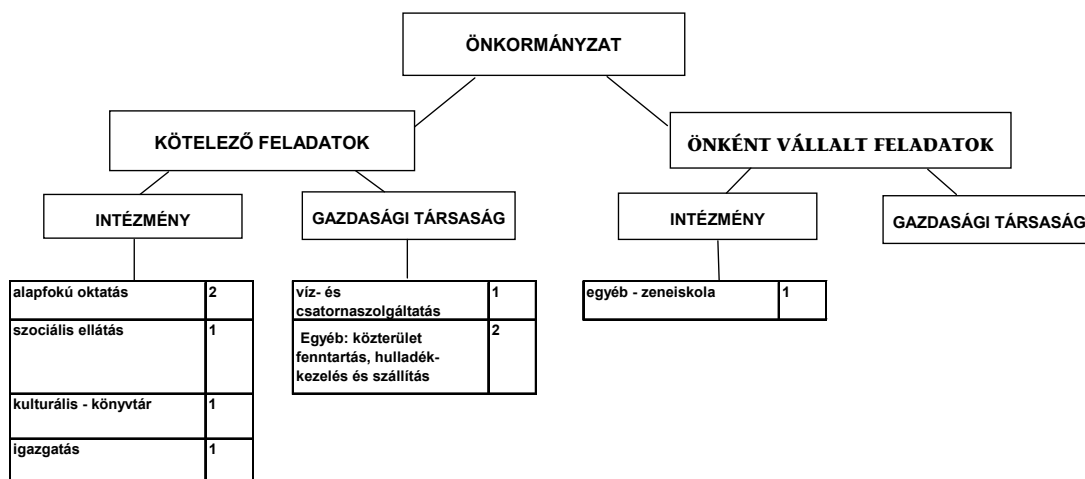 ÖNKORMÁNYZAT
KÖTELEZŐ FELADATOK
ÖNKÉNT VÁLLALT FELADATOK
INTÉZMÉNY
GAZDASÁGI TÁRSASÁG
INTÉZMÉNY
GAZDASÁGI TÁRSASÁG
alapfokú oktatás 2
szociális ellátás 1
kulturális - könyvtár 1
igazgatás 1
víz- és 1
csatornaszolgáltatás
Egyéb: közterület 2
fenntartás, hulladék-
kezelés és szállítás
egyéb - zeneiskola 1